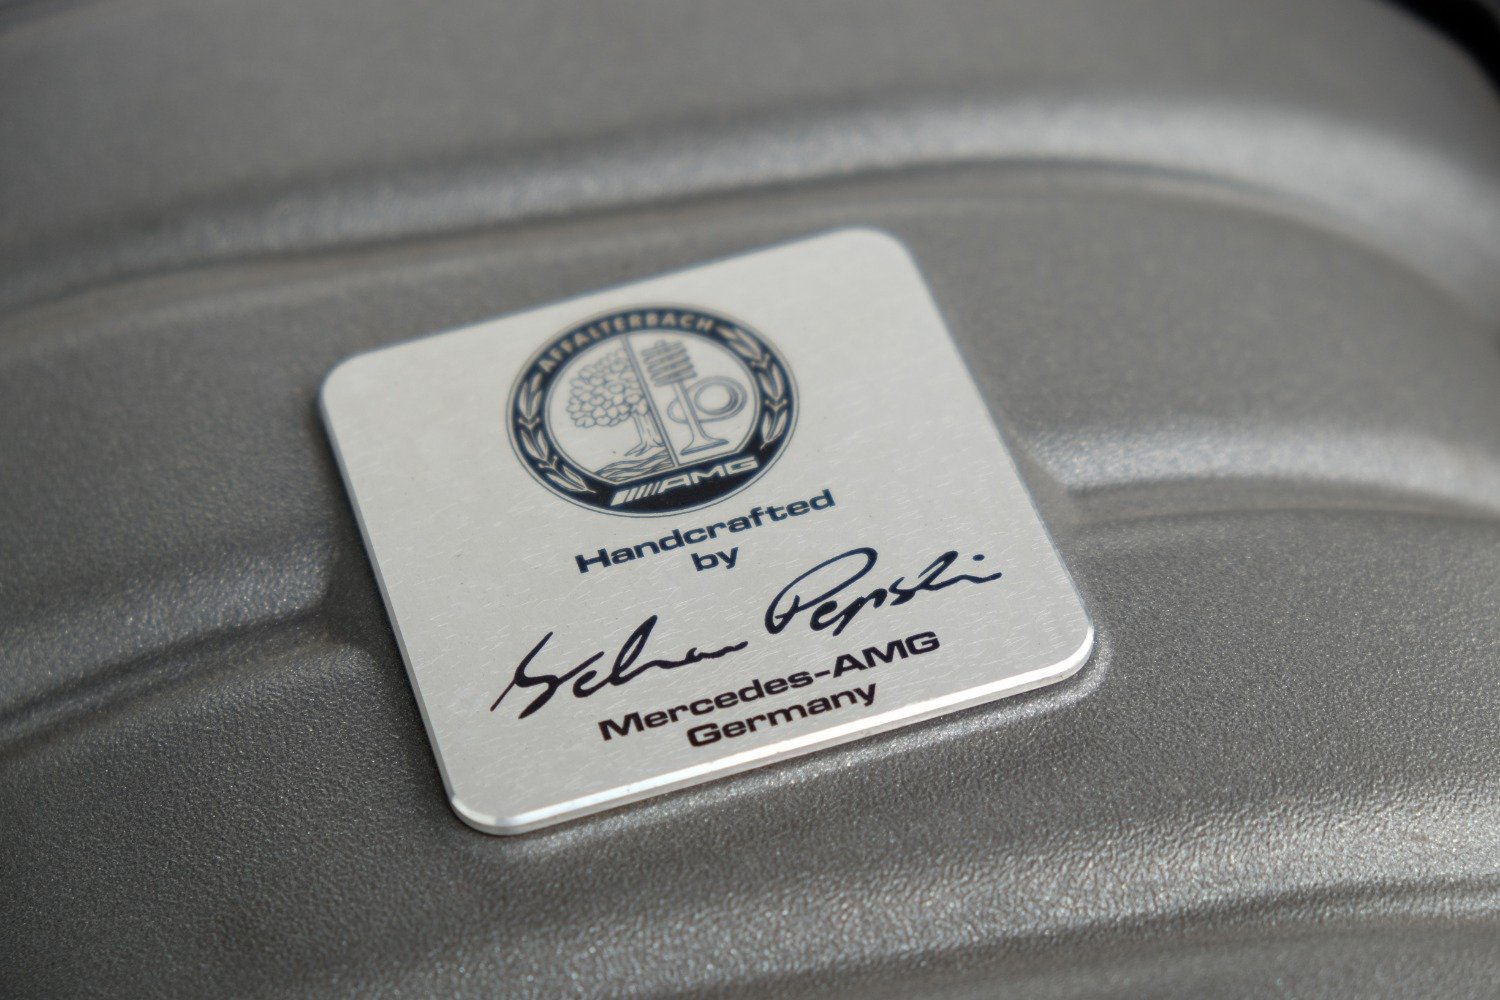 AFFALTERBACH
AMG
Handcrafted
by
Mercedes-AMG
Germany